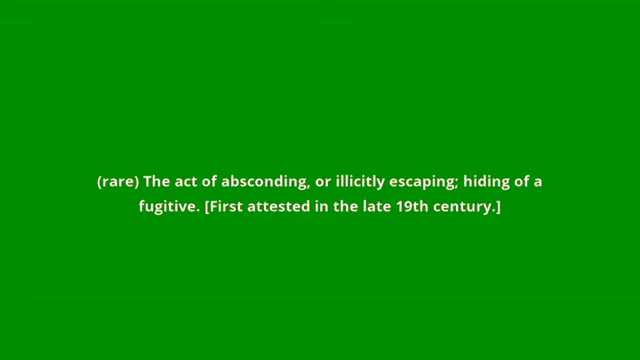 (rare) The act of absconding, or illicitly escaping; hiding of a
fugitive. [First attested in the late 19th century.]